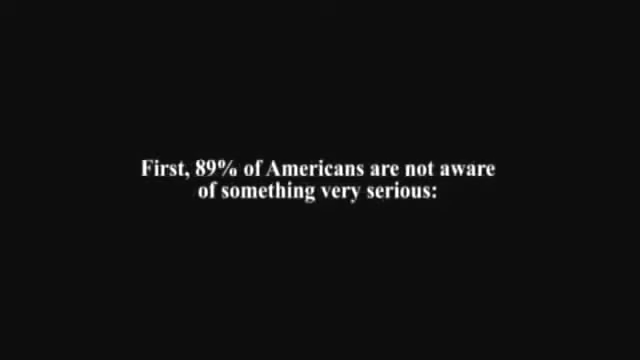 First, 89% of Americans are not aware
of something very serious: